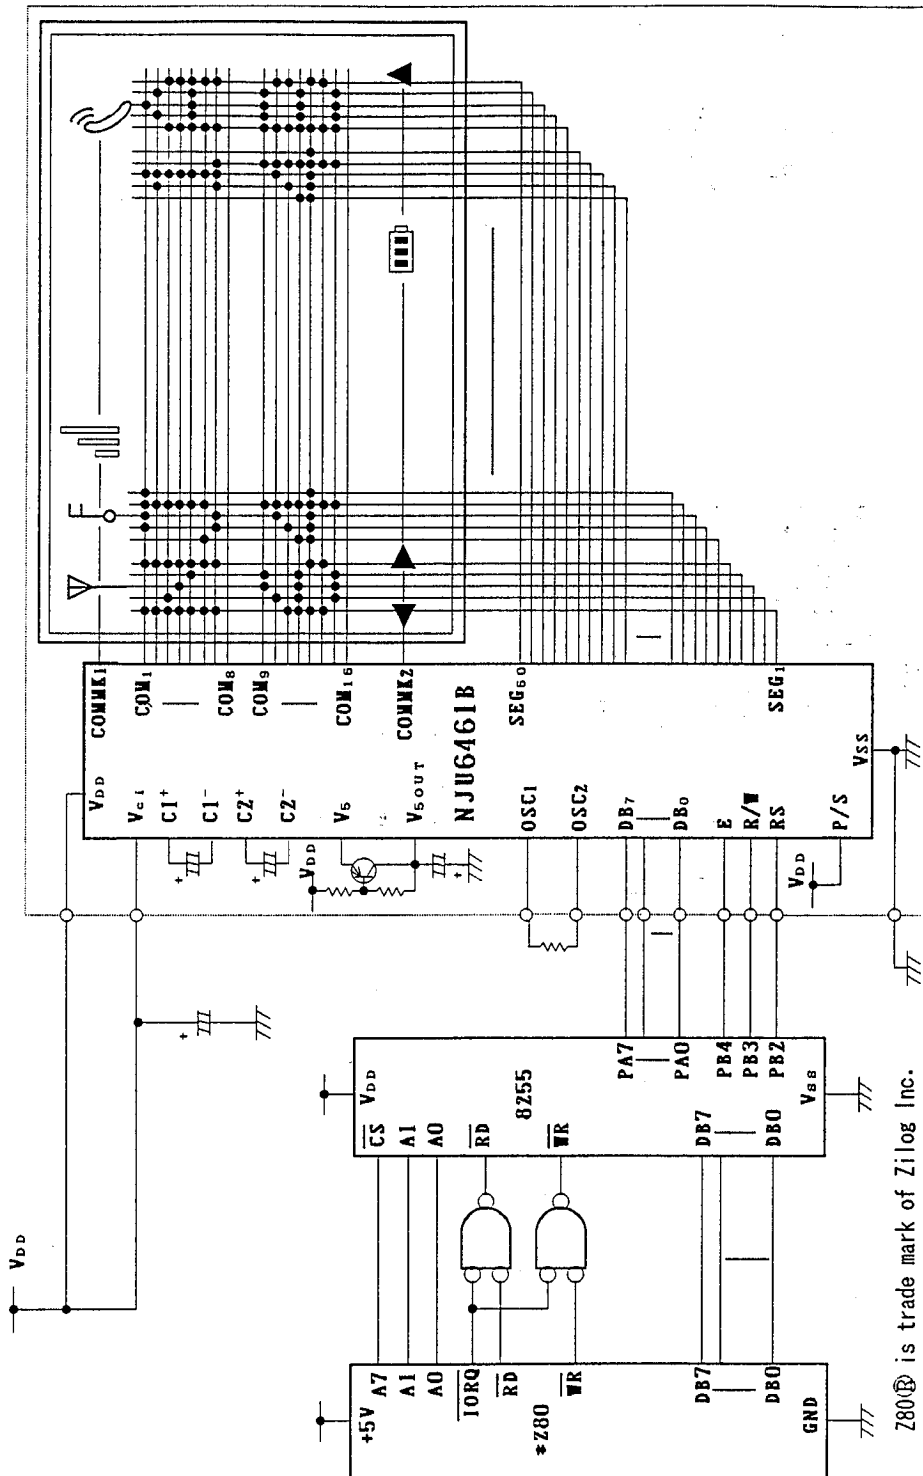 VDD
+5V
A7
A1
A0
IORQ
RD
*Z80
WR
DB7
DB0
GND
VDD
CS
A1
A0
RD
8255
WR
DB7
DB0
PA7
PA0
PB4
PB3
PB2
VSS
VDD
Vci
C1+
C1-
C2+
C2-
V5
V5OUT
VDD
+
+
+
+
OSC1
OSC2
DB7
DB0
E
R/W
RS
P/S
VDD
VSS
NJU6461B
COMMK1
COM1
COM8
COM9
COM16
COMMK2
SEG60
SEG1
Z80® is trade mark of Zilog Inc.